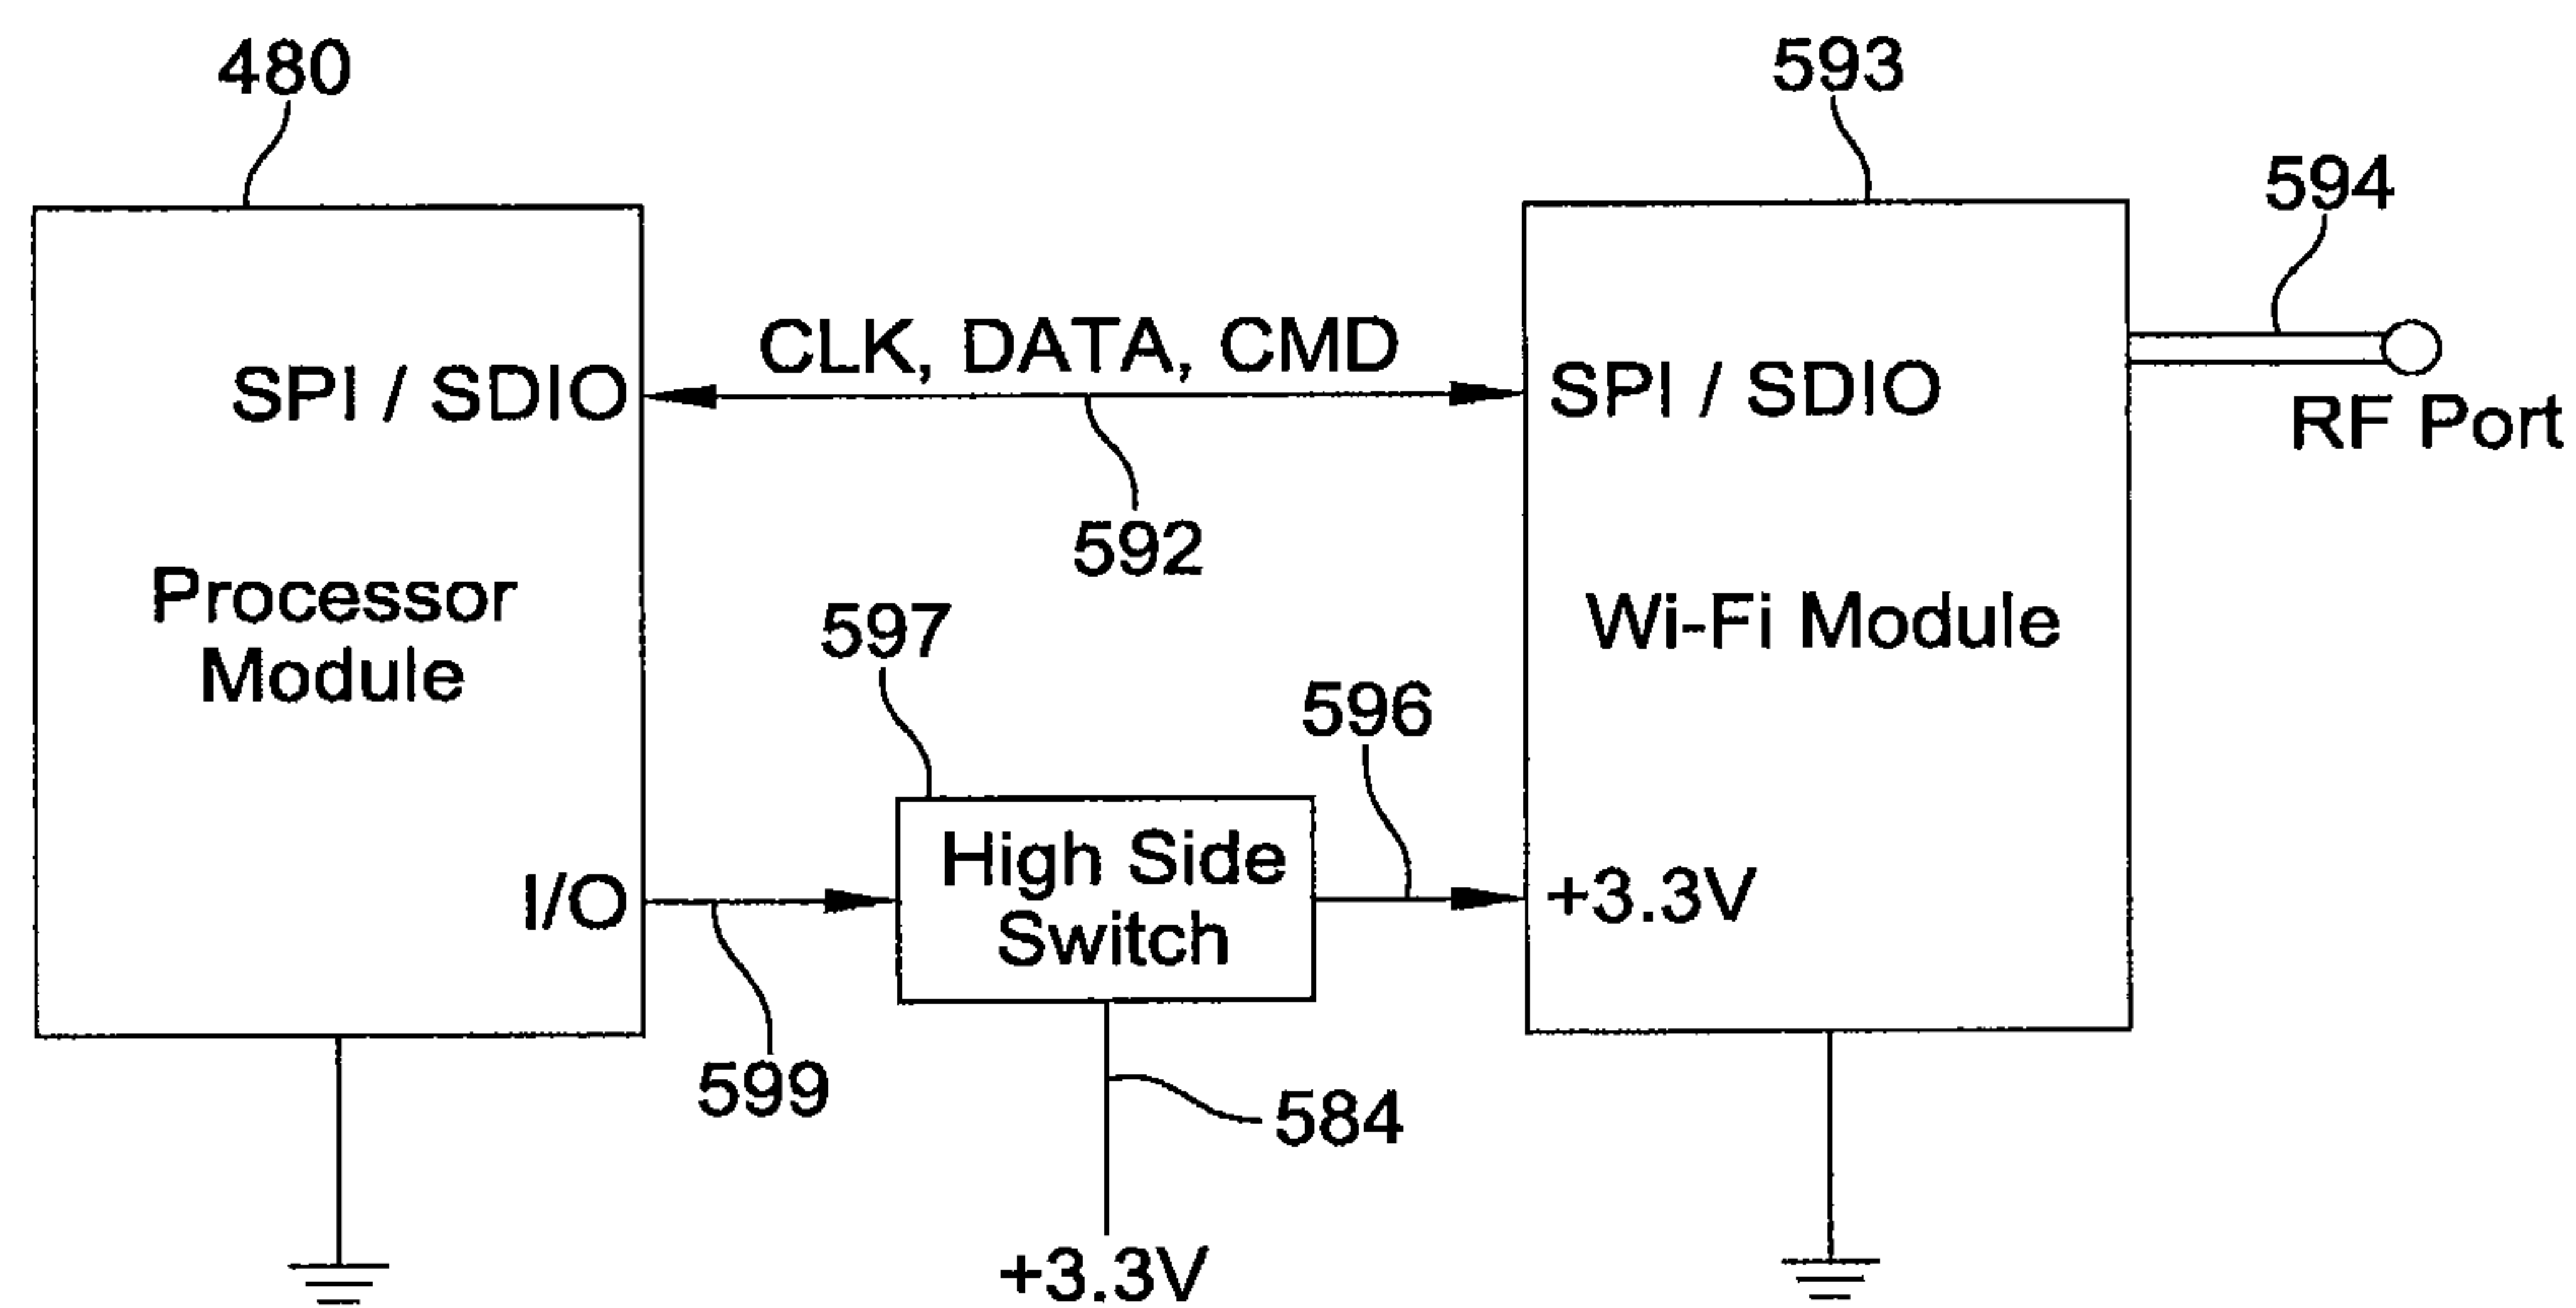 480
593
594
CLK, DATA, CMD
SPI / SDIO
SPI / SDIO
RF Port
592
Processor
Module
597
Wi-Fi Module
596
High Side
Switch
I/O
+3.3V
599
584
+3.3V